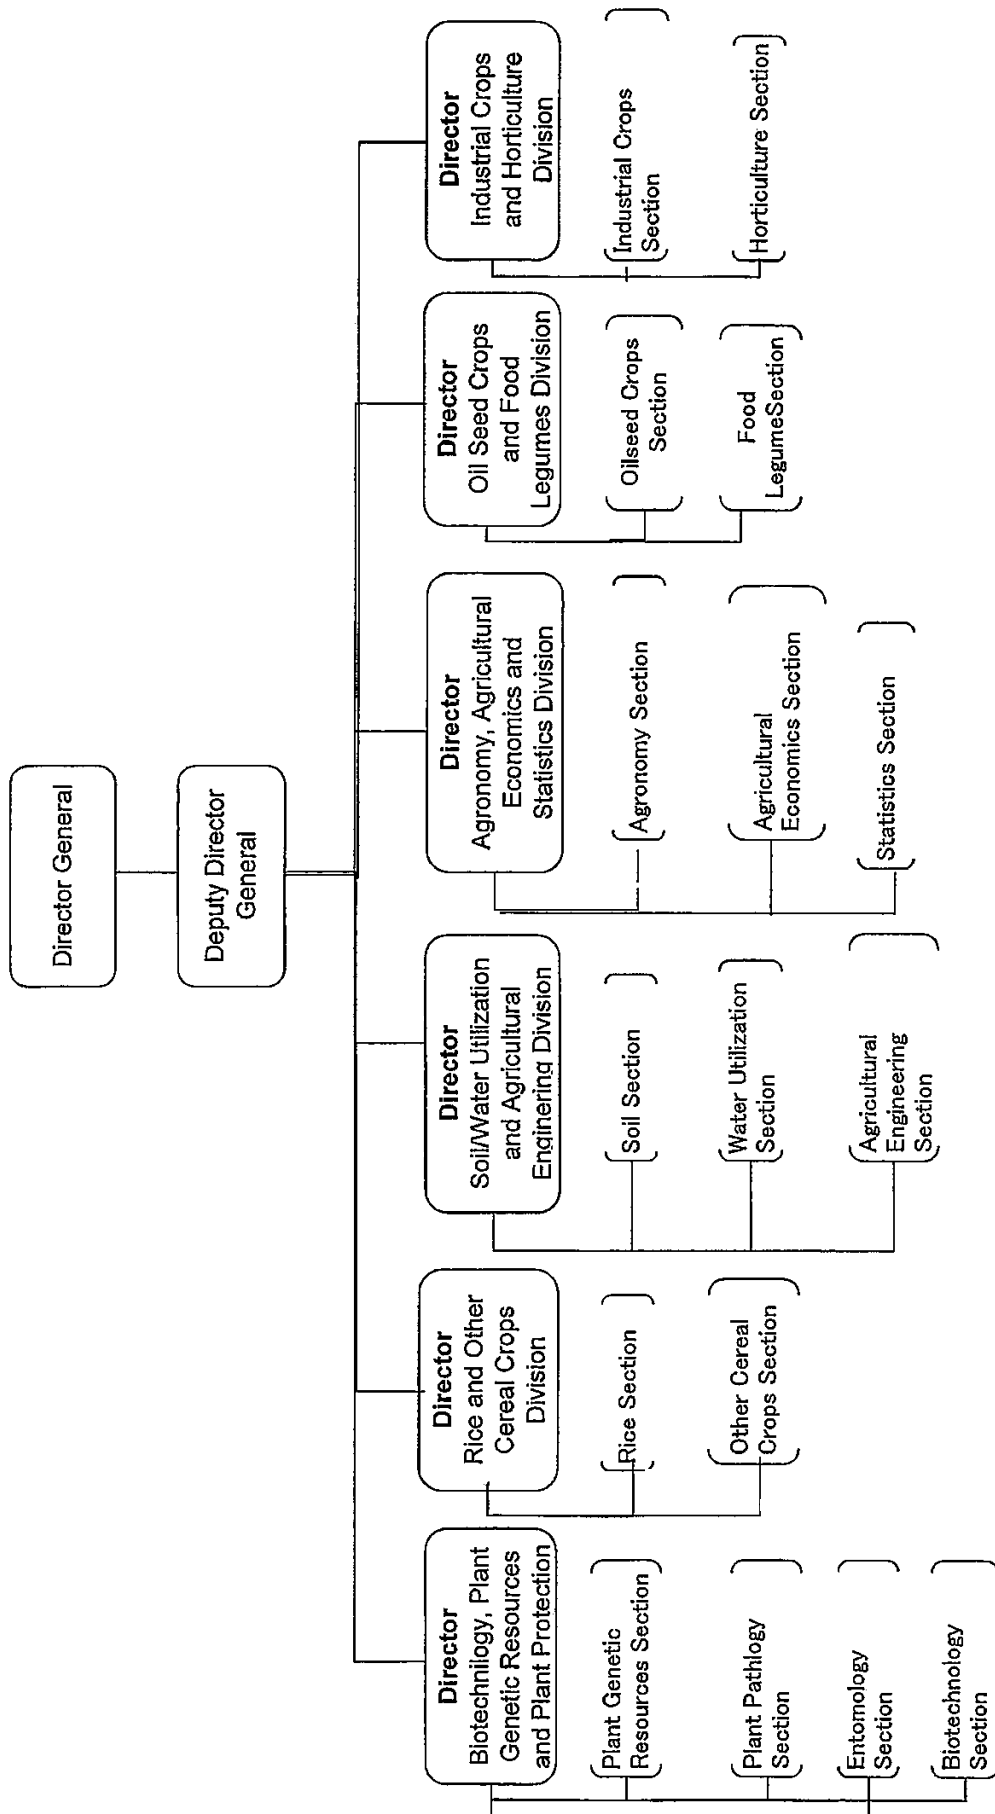 Director General
Deputy Director
General
Director
Biotechnilogy, Plant
Genetic Resources
and Plant Protection
Plant Genetic
Resources Section
Plant Pathlogy
Section
Entomology
Section
Biotechnology
Section
Director
Rice and Other
Cereal Crops
Division
Rice Section
Other Cereal
Crops Section
Director
Soil/Water Utilization
and Agricultural
Enginering Division
Soil Section
Water Utilization
Section
Agricultural
Engineering
Section
Director
Agronomy, Agricultural
Economics and
Statistics Division
Agronomy Section
Agricultural
Economics Section
Statistics Section
Director
Oil Seed Crops
and Food
Legumes Division
Oilseed Crops
Section
Food
LegumeSection
Director
Industrial Crops
and Horticulture
Division
Industrial Crops
Section
Horticulture Section